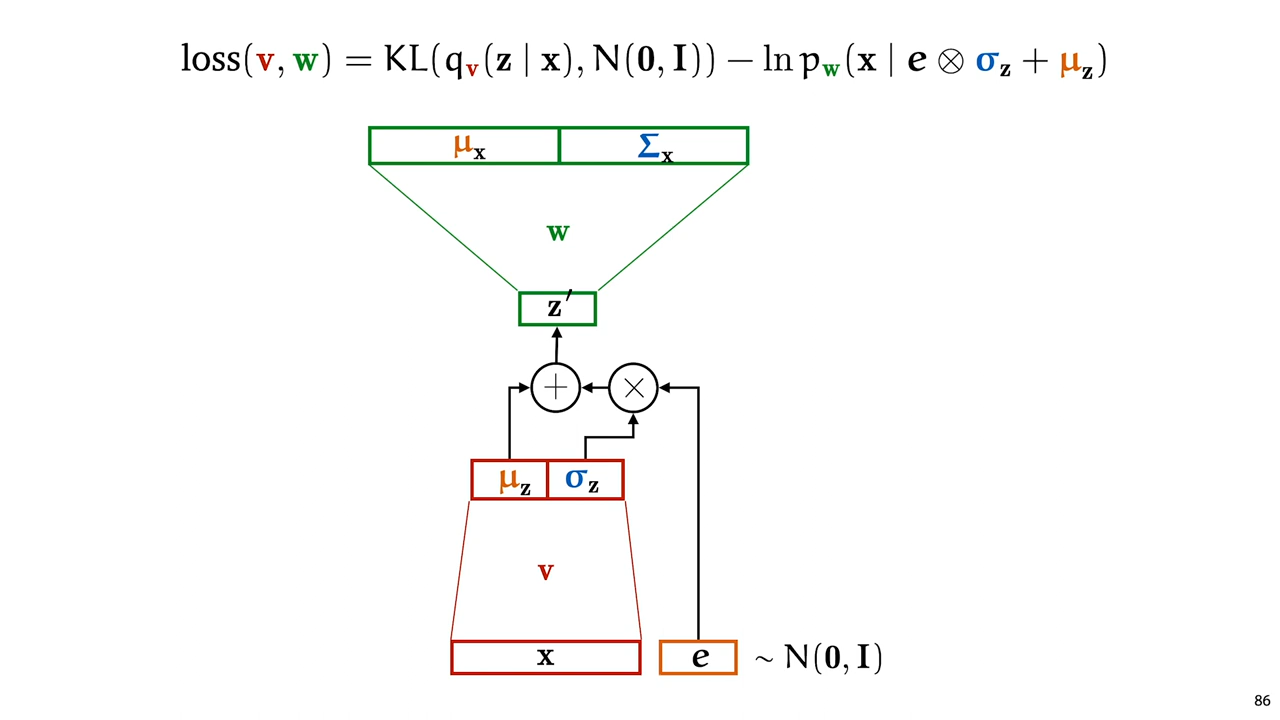 loss(v, w) = KL(q_v(z | x), N(0, I)) − ln p_w(x | e ⊗ σ_z + μ_z)
μ_x Σ_x
w
z′
+ ×
μ_z σ_z
v
x e ~ N(0, I)
86